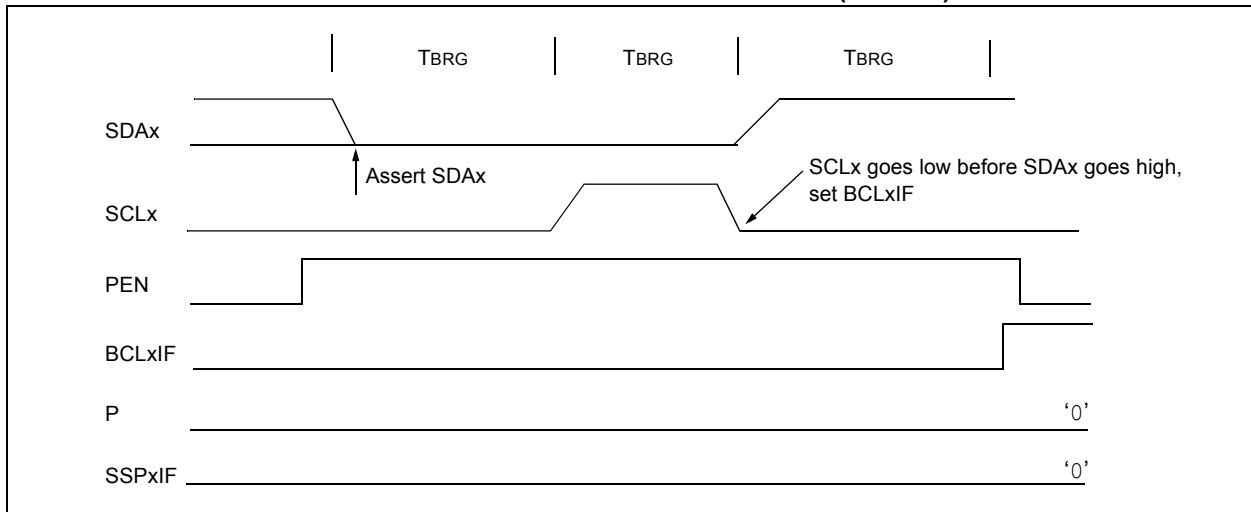 TBRG TBRG TBRG
SDAx
Assert SDAx
SCLx goes low before SDAx goes high,
set BCLxIF
SCLx
PEN
BCLxIF
P ‘0’
SSPxIF ‘0’